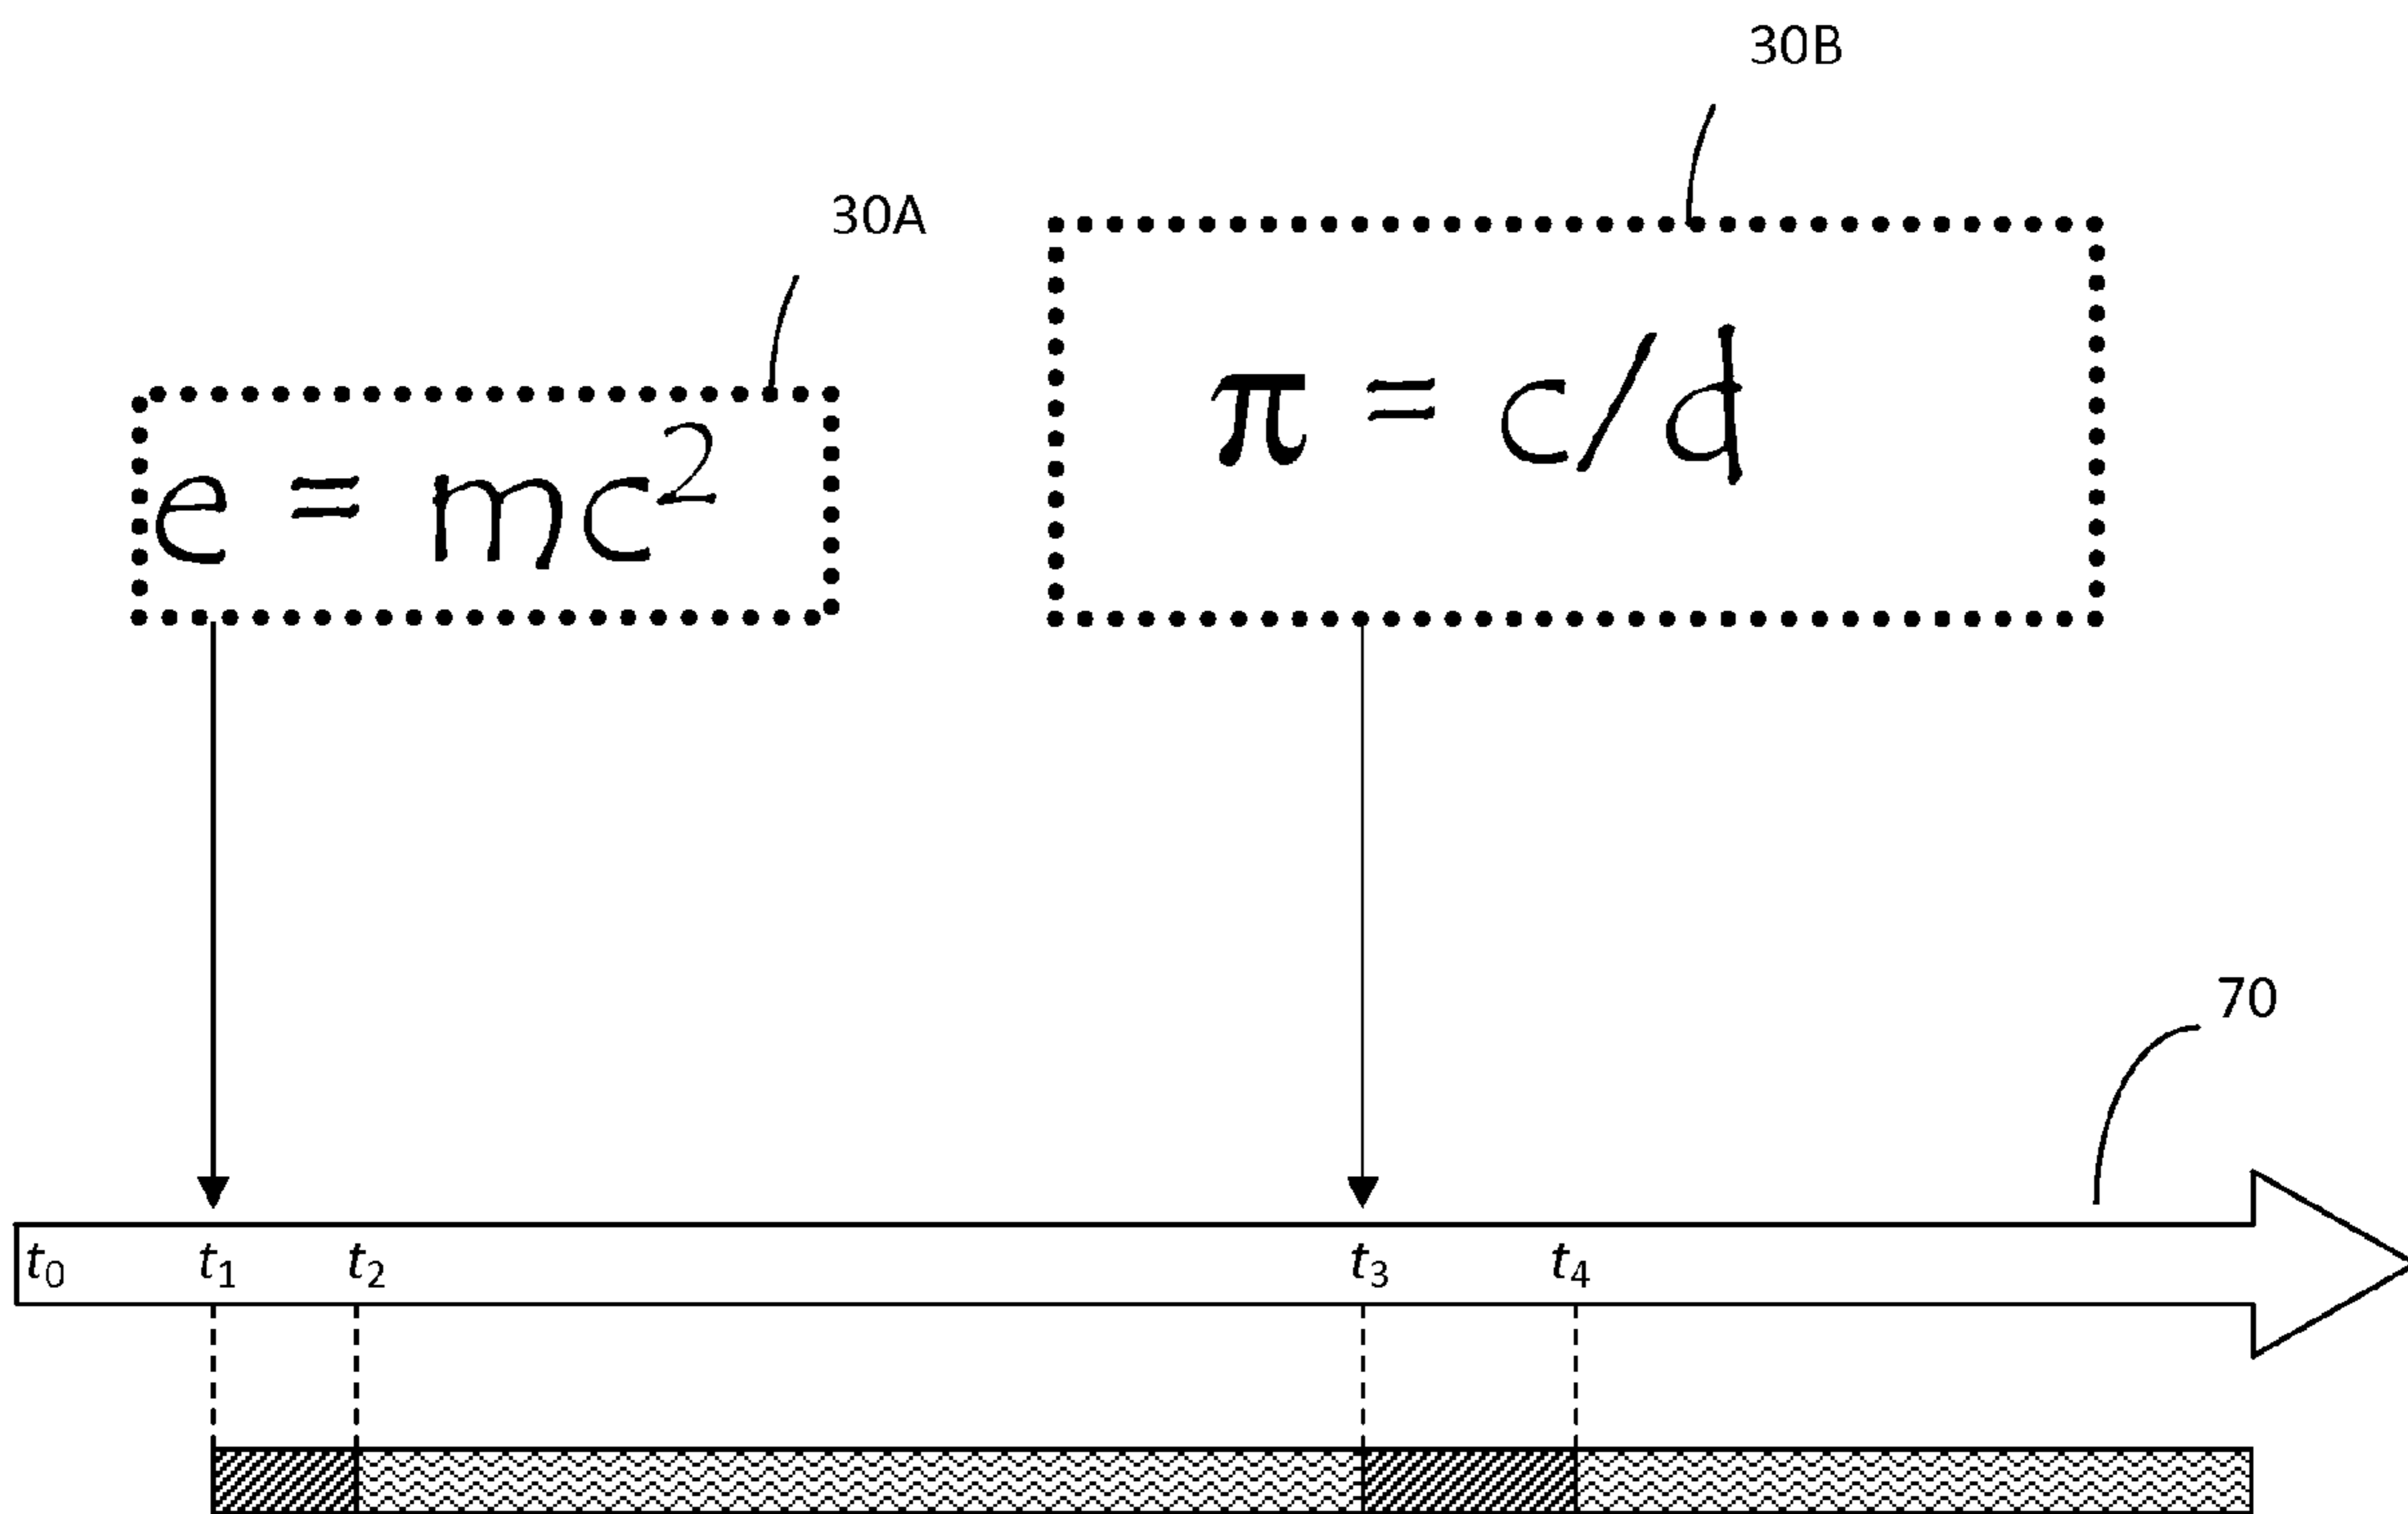 30B
30A
π = c/d
e = mc²
70
t₀ t₁ t₂ t₃ t₄